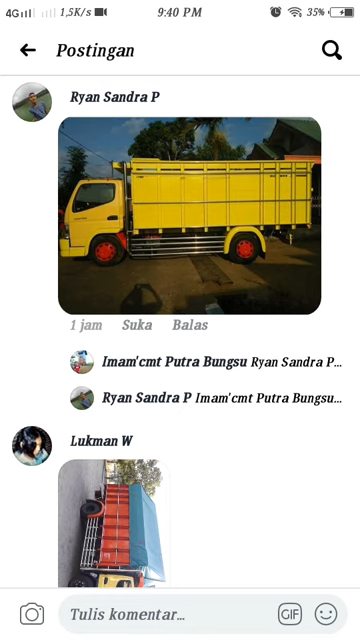 4G 1,5K/s 9:40 PM 35%
Postingan
Ryan Sandra P
1 jam Suka Balas
Imam'cmt Putra Bungsu Ryan Sandra P...
Ryan Sandra P Imam'cmt Putra Bungsu...
Lukman W
Tulis komentar...
GIF